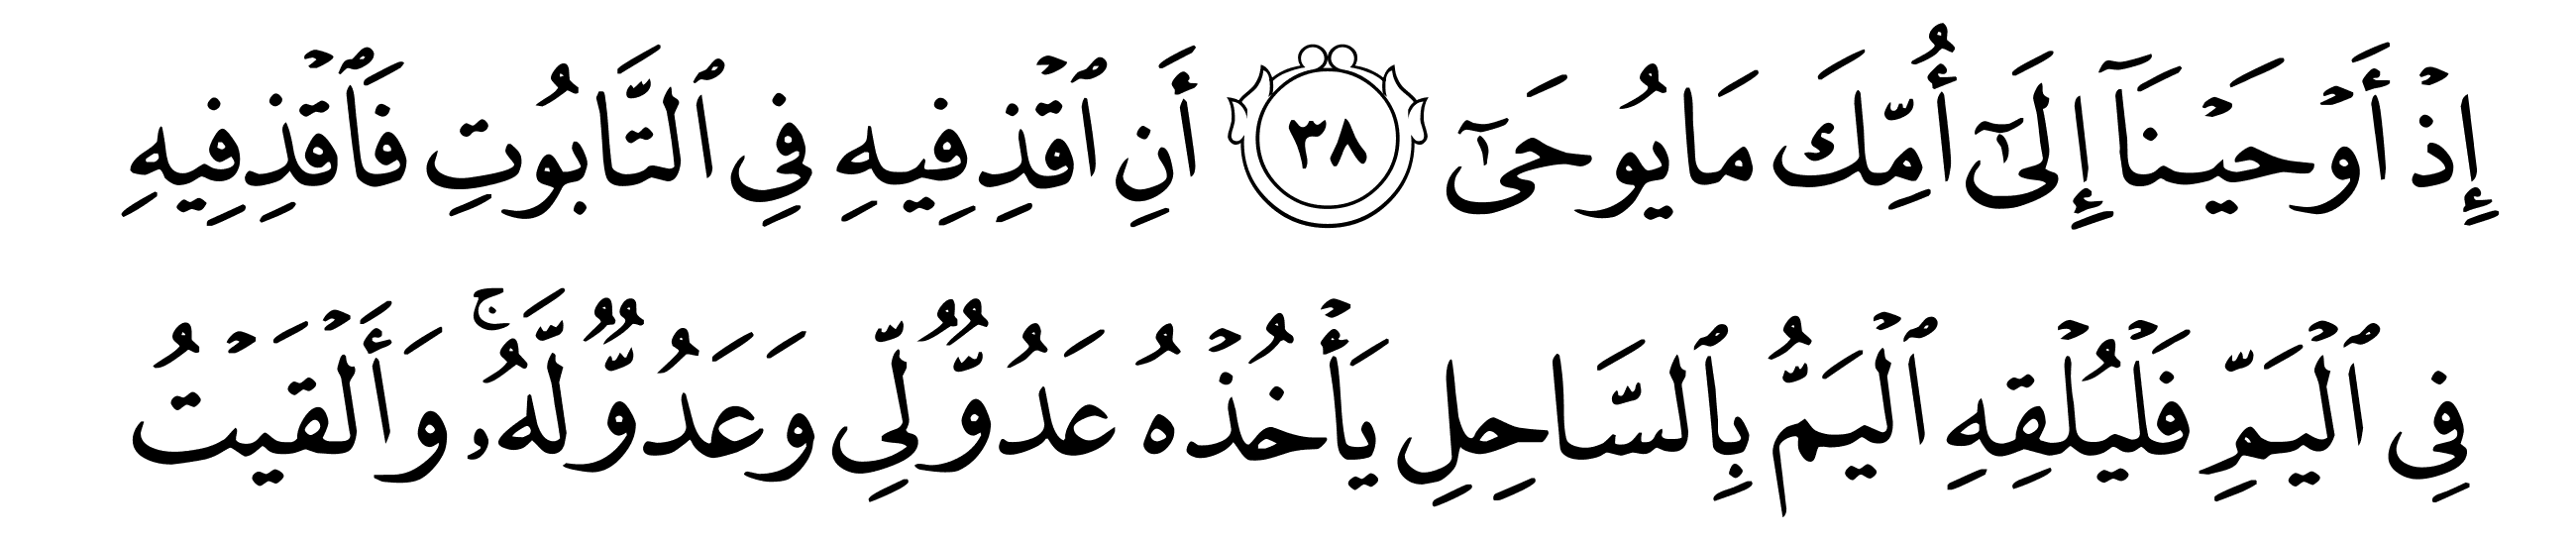 إِذۡ أَوۡحَيۡنَآ إِلَىٰٓ أُمِّكَ مَا يُوحَىٰٓ ٣٨ أَنِ ٱقۡذِفِيهِ فِي ٱلتَّابُوتِ فَٱقۡذِفِيهِ
فِي ٱلۡيَمِّ فَلۡيُلۡقِهِ ٱلۡيَمُّ بِٱلسَّاحِلِ يَأۡخُذۡهُ عَدُوّٞ لِّي وَعَدُوّٞ لَّهُۥۚ وَأَلۡقَيۡتُ